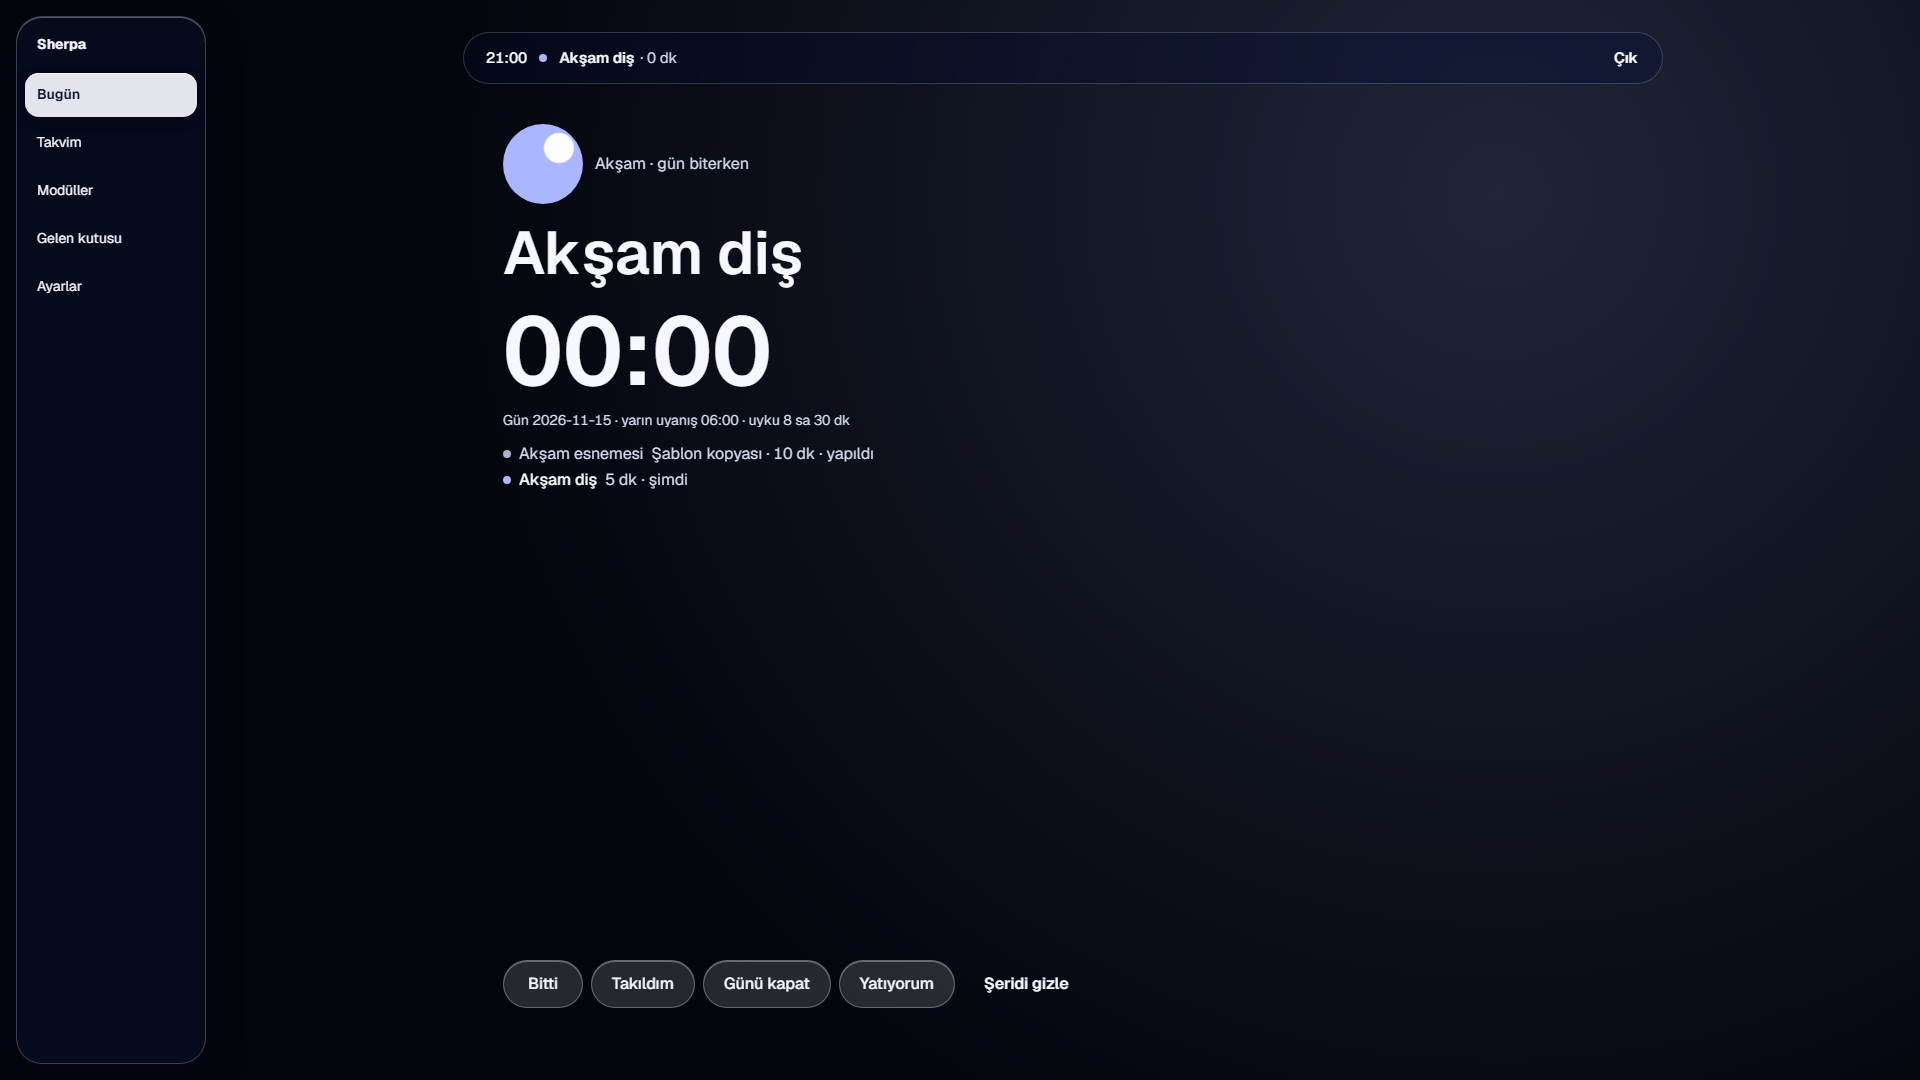 Sherpa
Bugün
Takvim
Modüller
Gelen kutusu
Ayarlar
21:00 Akşam diş · 0 dk
Çık
Akşam · gün biterken
Akşam diş
00:00
Gün 2026-11-15 · yarın uyanış 06:00 · uyku 8 sa 30 dk
Akşam esnemesi Şablon kopyası · 10 dk · yapıldı
Akşam diş 5 dk · şimdi
Bitti
Takıldım
Günü kapat
Yatıyorum
Şeridi gizle